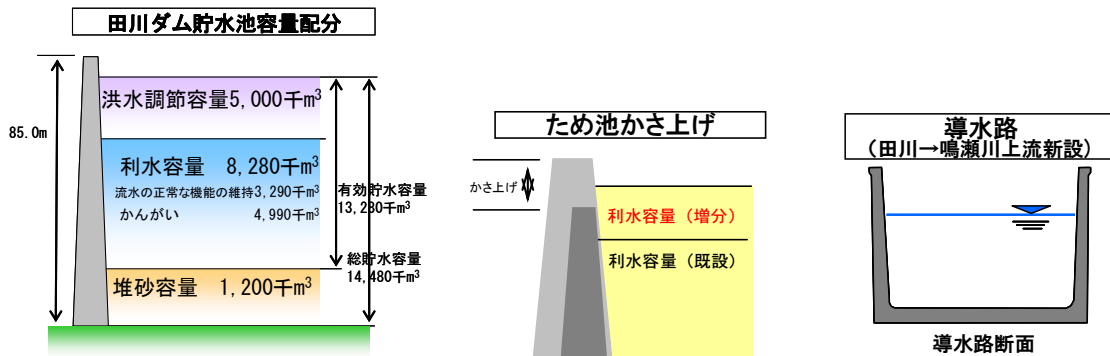 田川ダム貯水池容量配分
85.0m
洪水調節容量5,000千m³
利水容量 8,280千m³
流水の正常な機能の維持3,290千m³
かんがい 4,990千m³
有効貯水容量
13,280千m³
総貯水容量
14,480千m³
堆砂容量 1,200千m³
ため池かさ上げ
かさ上げ
利水容量（増分）
利水容量（既設）
導水路
（田川→鳴瀬川上流新設）
導水路断面